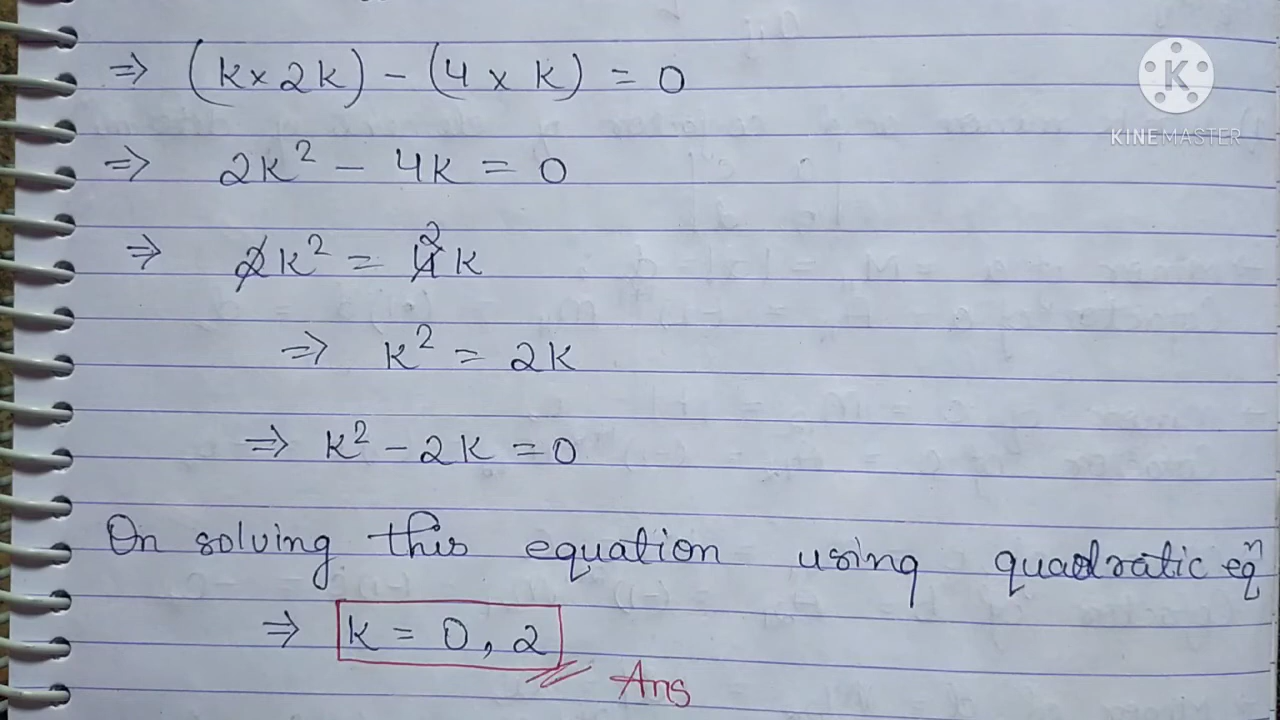 ⇒ (k × 2k) − (4 × k) = 0
K
KINEMASTER
⇒ 2k² − 4k = 0
⇒ 2k² = 4k
2
⇒ k² = 2k
⇒ k² − 2k = 0
On solving this equation using quadratic eqⁿ
⇒ k = 0, 2
Ans